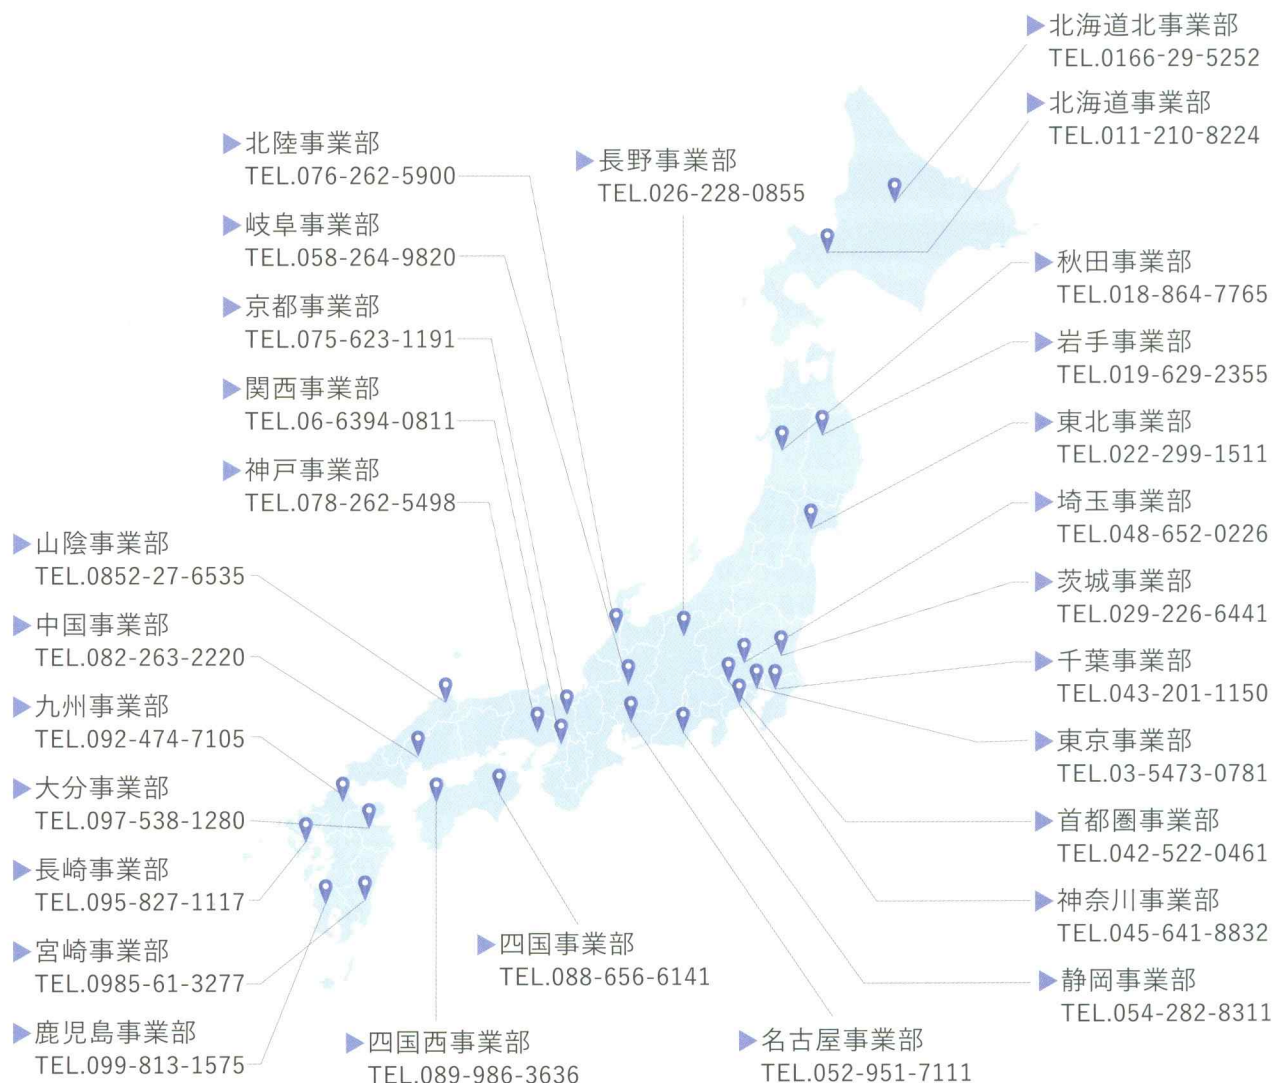 ▶北海道北事業部
TEL.0166-29-5252
▶北海道事業部
TEL.011-210-8224
▶北陸事業部
TEL.076-262-5900
▶岐阜事業部
TEL.058-264-9820
▶京都事業部
TEL.075-623-1191
▶関西事業部
TEL.06-6394-0811
▶神戸事業部
TEL.078-262-5498
▶長野事業部
TEL.026-228-0855
▶秋田事業部
TEL.018-864-7765
▶岩手事業部
TEL.019-629-2355
▶東北事業部
TEL.022-299-1511
▶埼玉事業部
TEL.048-652-0226
▶茨城事業部
TEL.029-226-6441
▶千葉事業部
TEL.043-201-1150
▶東京事業部
TEL.03-5473-0781
▶首都圏事業部
TEL.042-522-0461
▶神奈川事業部
TEL.045-641-8832
▶静岡事業部
TEL.054-282-8311
▶山陰事業部
TEL.0852-27-6535
▶中国事業部
TEL.082-263-2220
▶九州事業部
TEL.092-474-7105
▶大分事業部
TEL.097-538-1280
▶長崎事業部
TEL.095-827-1117
▶宮崎事業部
TEL.0985-61-3277
▶鹿児島事業部
TEL.099-813-1575
▶四国事業部
TEL.088-656-6141
▶四国西事業部
TEL.089-986-3636
▶名古屋事業部
TEL.052-951-7111